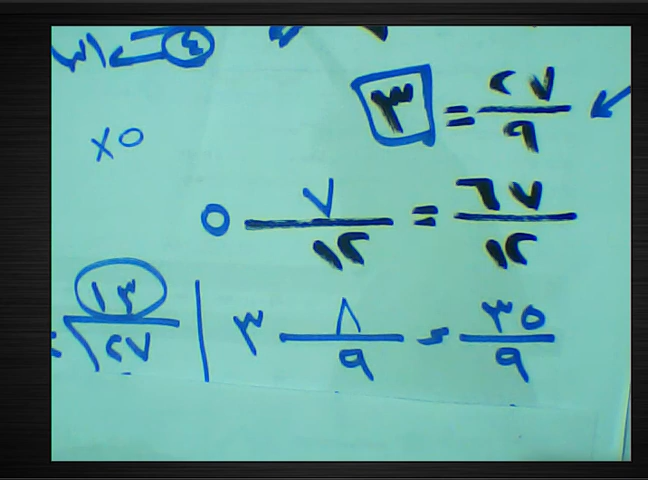 ٢٧/٩ = ٣
× ٥
٦٧/١٢ = ٧/١٢ ٥
٣٥/٩ = ٨/٩ ٣
١٣
٢٧